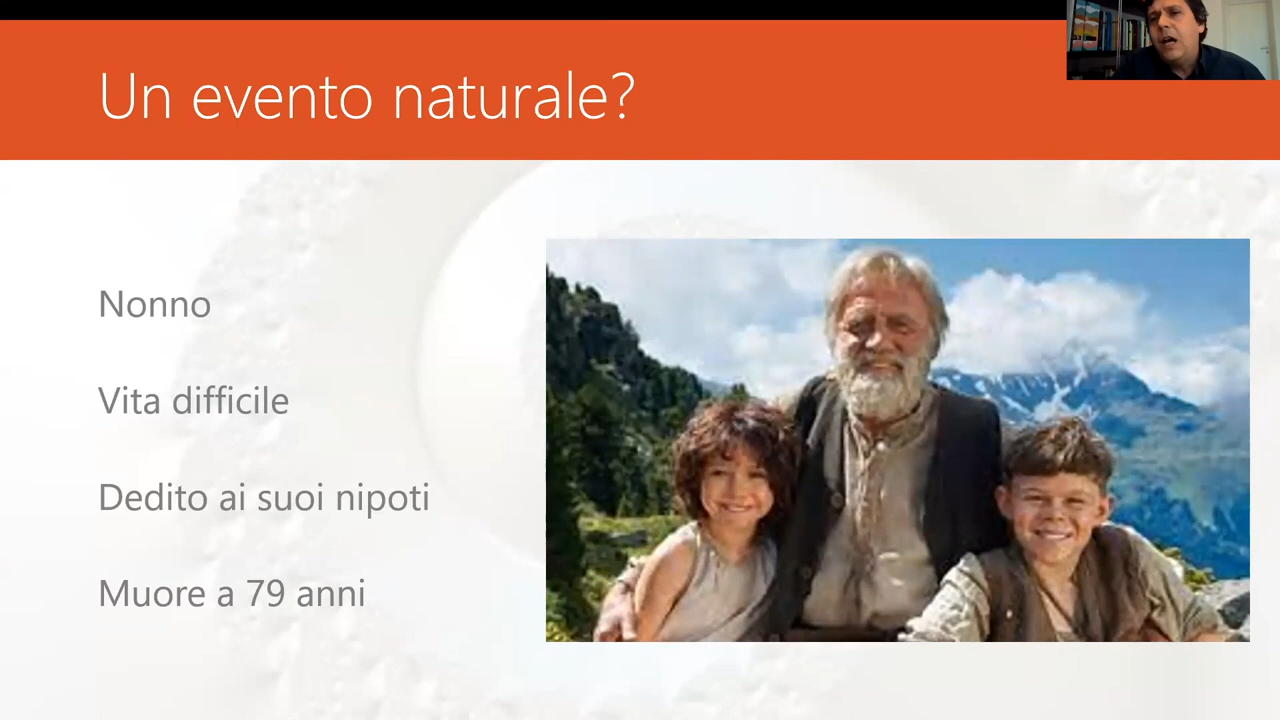 Un evento naturale?
Nonno
Vita difficile
Dedito ai suoi nipoti
Muore a 79 anni